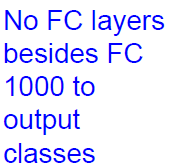 No FC layers
besides FC
1000 to
output
classes